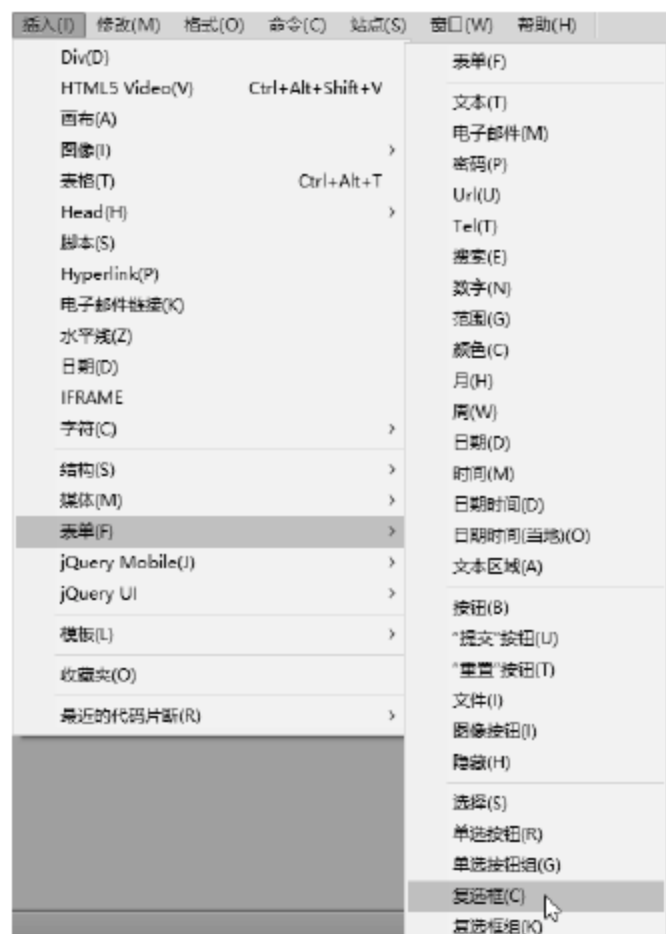 插入(I) 修改(M) 格式(O) 命令(C) 站点(S) 窗口(W) 帮助(H)
Div(D)
HTML5 Video(V) Ctrl+Alt+Shift+V
画布(A)
图像(I) >
表格(T) Ctrl+Alt+T
Head(H) >
脚本(S)
Hyperlink(P)
电子邮件链接(K)
水平线(Z)
日期(D)
IFRAME
字符(C) >
结构(S) >
媒体(M) >
表单(F) >
jQuery Mobile(J) >
jQuery UI >
模板(L) >
收藏夹(O)
最近的代码片断(R) >
表单(F)
文本(T)
电子邮件(M)
密码(P)
Url(U)
Tel(T)
搜索(E)
数字(N)
范围(G)
颜色(C)
月(H)
周(W)
日期(D)
时间(M)
日期时间(D)
日期时间(当地)(O)
文本区域(A)
按钮(B)
"提交"按钮(U)
"重置"按钮(T)
文件(I)
图像按钮(I)
隐藏(H)
选择(S)
单选按钮(R)
单选按钮组(G)
复选框(C)
复选框组(K)